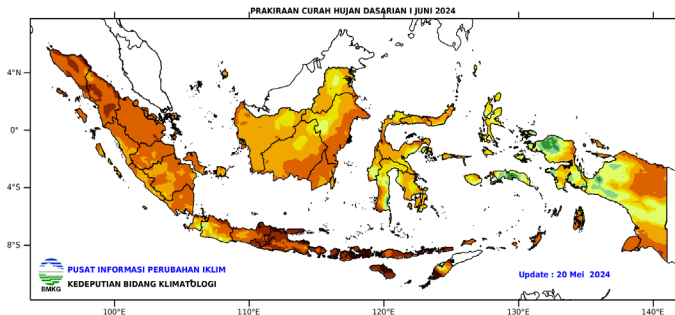 PRAKIRAAN CURAH HUJAN DASARIAN I JUNI 2024
4°N
0°
4°S
8°S
PUSAT INFORMASI PERUBAHAN IKLIM
KEDEPUTIAN BIDANG KLIMATOLOGI
BMKG
Update : 20 Mei 2024
100°E 110°E 120°E 130°E 140°E